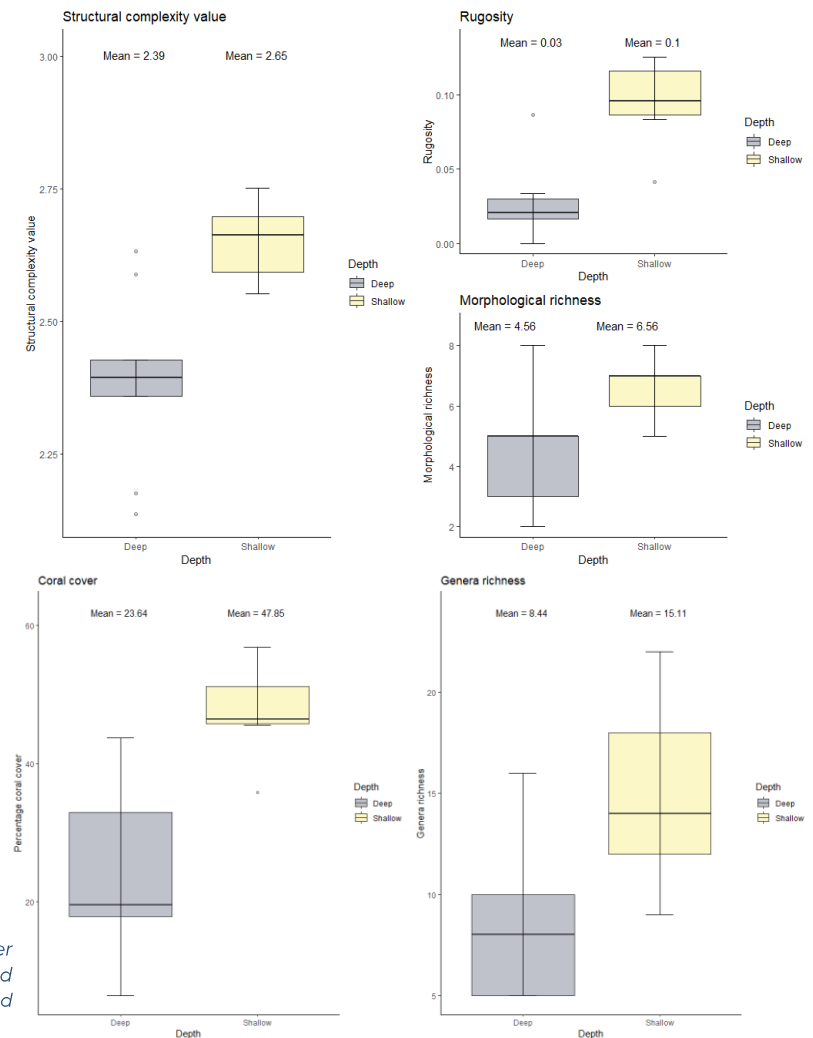 Structural complexity value
Mean = 2.39
Mean = 2.65
3.00
2.75
2.50
2.25
Structural complexity value
Deep
Shallow
Depth
Depth
Deep
Shallow
Rugosity
Mean = 0.03
Mean = 0.1
0.10
0.05
0.00
Rugosity
Deep
Shallow
Depth
Depth
Deep
Shallow
Morphological richness
Mean = 4.56
Mean = 6.56
8
6
4
2
Morphological richness
Deep
Shallow
Depth
Depth
Deep
Shallow
Coral cover
Mean = 23.64
Mean = 47.85
60
40
20
Percentage coral cover
Deep
Shallow
Depth
Depth
Deep
Shallow
Genera richness
Mean = 8.44
Mean = 15.11
20
15
10
5
Genera richness
Deep
Shallow
Depth
Depth
Deep
Shallow